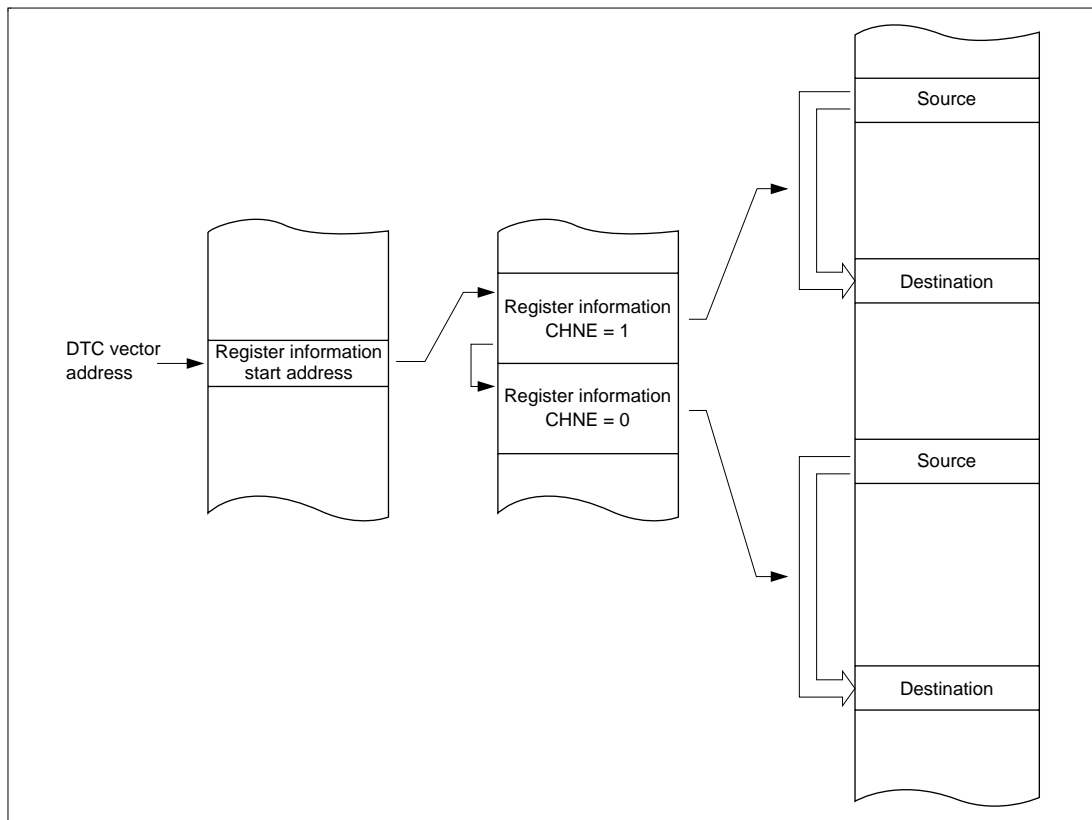 DTC vector
address
Register information
start address
Register information
CHNE = 1
Register information
CHNE = 0
Source
Destination
Source
Destination